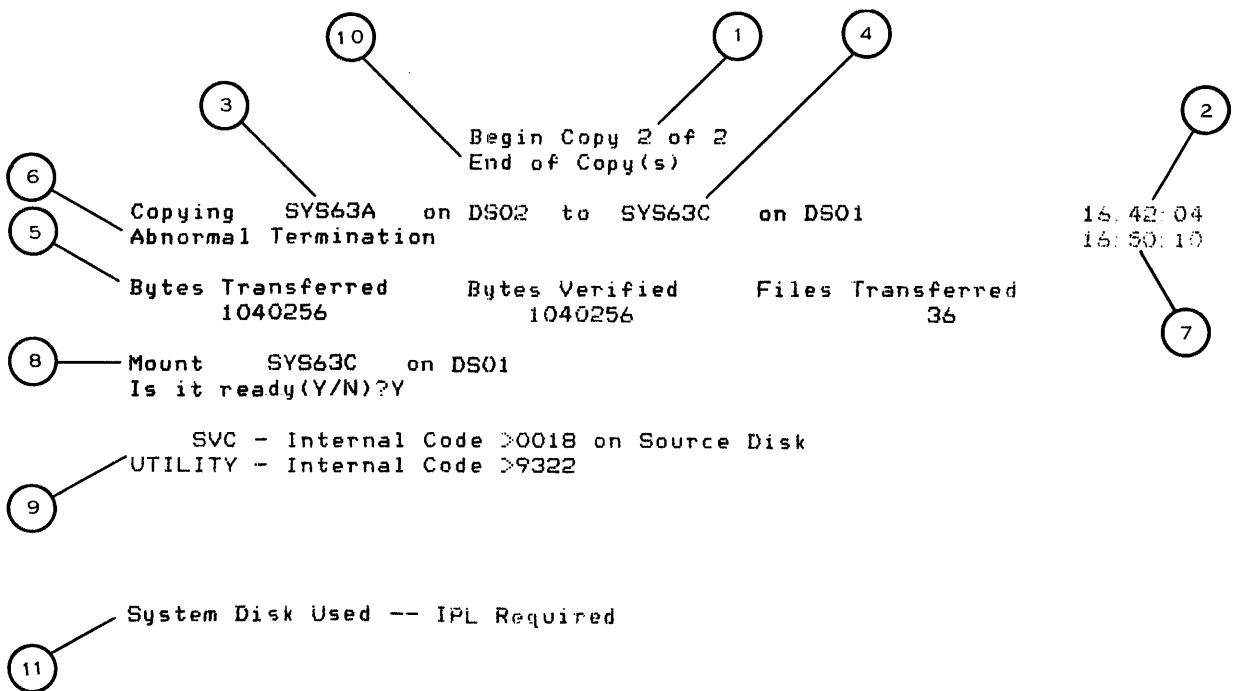 10
1
4
3
2
Begin Copy 2 of 2
End of Copy(s)
6
Copying SYS63A on DS02 to SYS63C on DS01 16:42:04
5
Abnormal Termination 16:50:10
Bytes Transferred Bytes Verified Files Transferred
1040256 1040256 36
7
8
Mount SYS63C on DS01
Is it ready(Y/N)?Y
SVC - Internal Code >0018 on Source Disk
UTILITY - Internal Code >9322
9
System Disk Used -- IPL Required
11